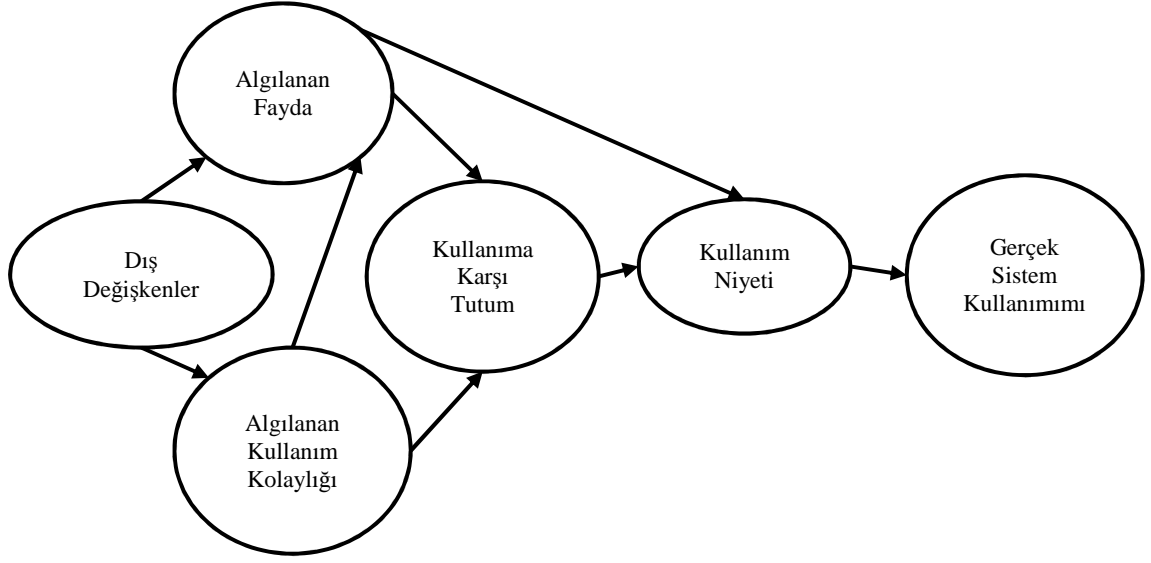 Algılanan
Fayda
Dış
Değişkenler
Algılanan
Kullanım
Kolaylığı
Kullanıma
Karşı
Tutum
Kullanım
Niyeti
Gerçek
Sistem
Kullanımımı